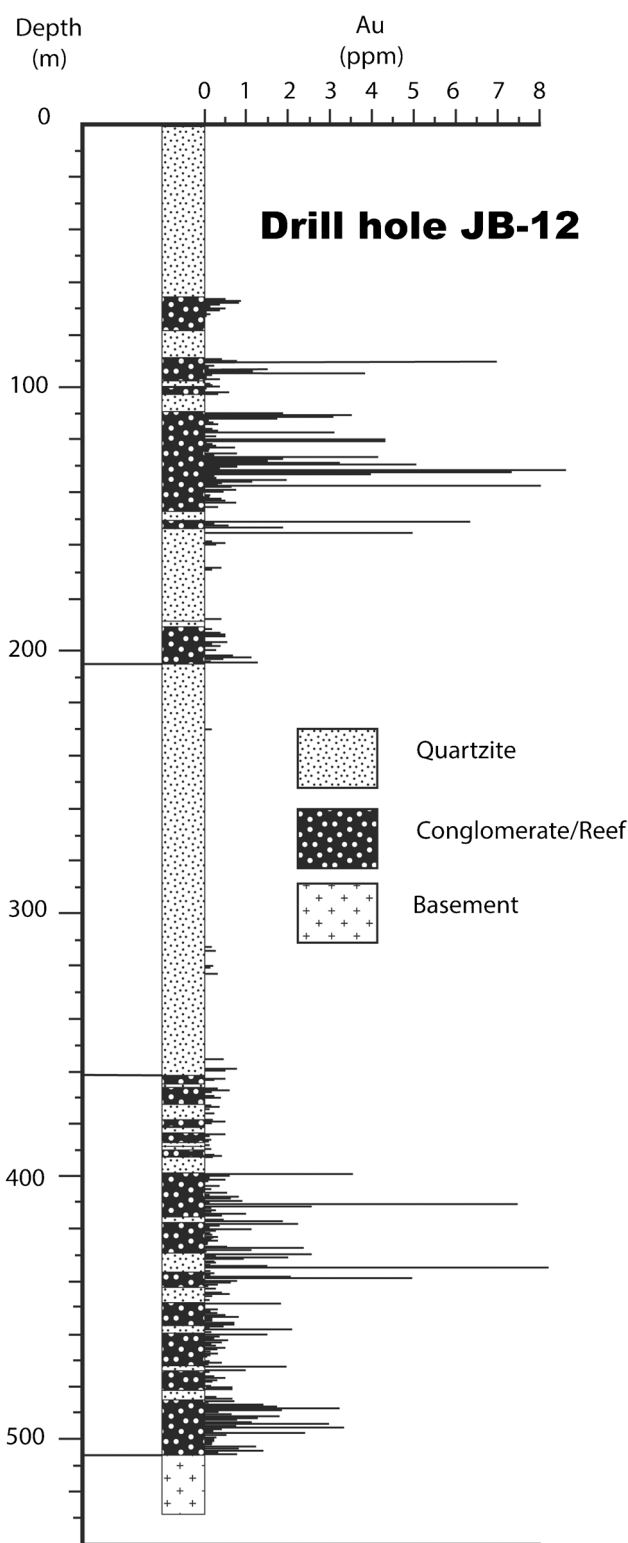 Depth
(m)
Au
(ppm)
0 1 2 3 4 5 6 7 8
0
Drill hole JB-12
100
200
Quartzite
Conglomerate/Reef
Basement
300
400
500